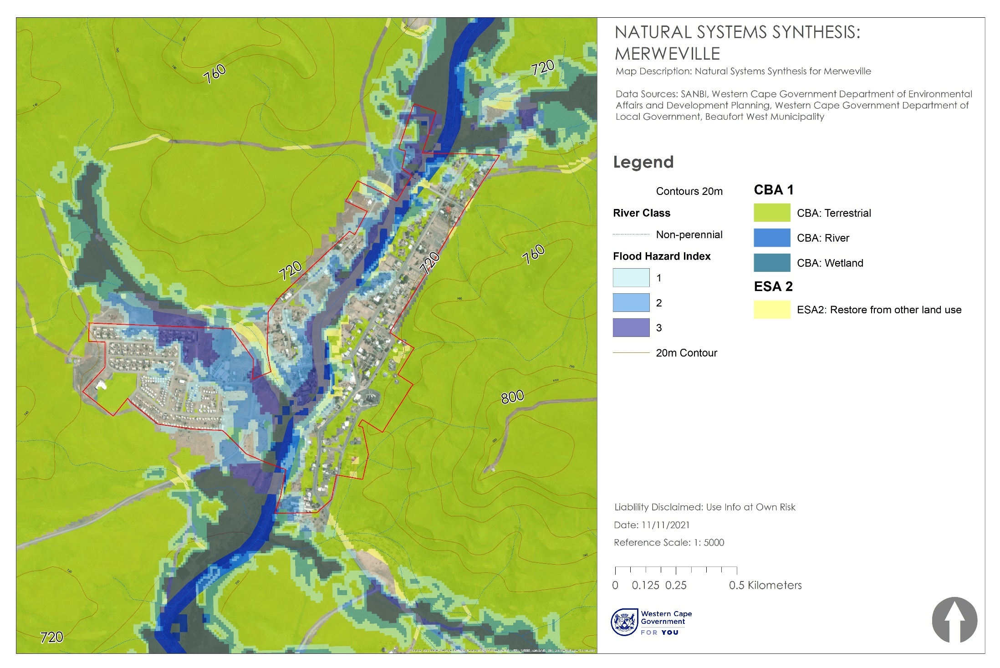 NATURAL SYSTEMS SYNTHESIS:
MERWEVILLE
Map Description: Natural Systems Synthesis for Merweville
Data Sources: SANBI, Western Cape Government Department of Environmental
Affairs and Development Planning, Western Cape Government Department of
Local Government, Beaufort West Municipality
Legend
Contours 20m
River Class
Non-perennial
Flood Hazard Index
1
2
3
20m Contour
CBA 1
CBA: Terrestrial
CBA: River
CBA: Wetland
ESA 2
ESA2: Restore from other land use
Liablility Disclaimed: Use Info at Own Risk
Date: 11/11/2021
Reference Scale: 1: 5000
0 0.125 0.25 0.5 Kilometers
Western Cape
Government
FOR YOU
760
720
720
720
760
800
720